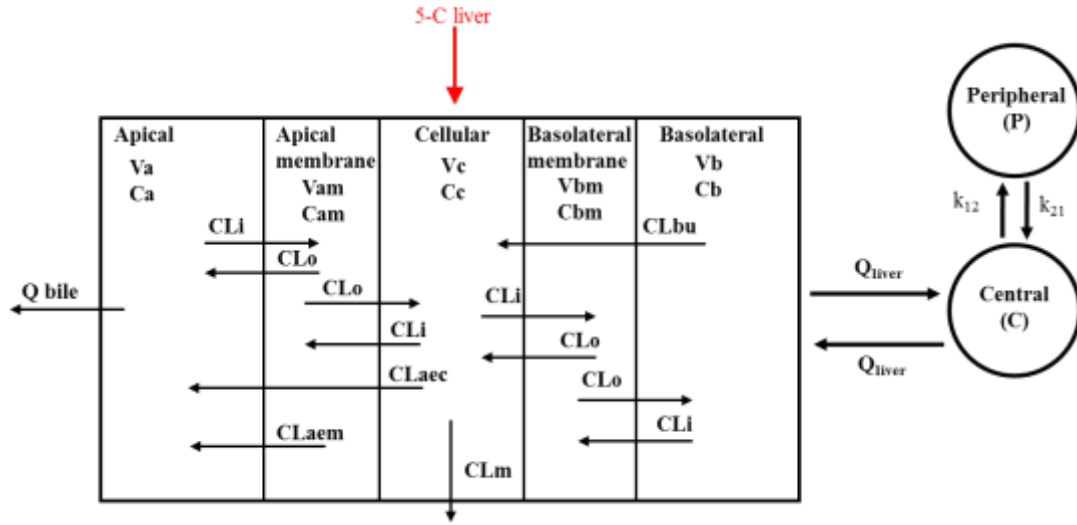 5-C liver
Apical
Va
Ca
Apical
membrane
Vam
Cam
Cellular
Vc
Cc
Basolateral
membrane
Vbm
Cbm
Basolateral
Vb
Cb
Peripheral
(P)
k12
k21
CLi
CLo
CLbu
Q bile
CLo
CLi
CLi
CLo
CLaec
CLo
CLi
CLaem
CLm
Qliver
Qliver
Central
(C)